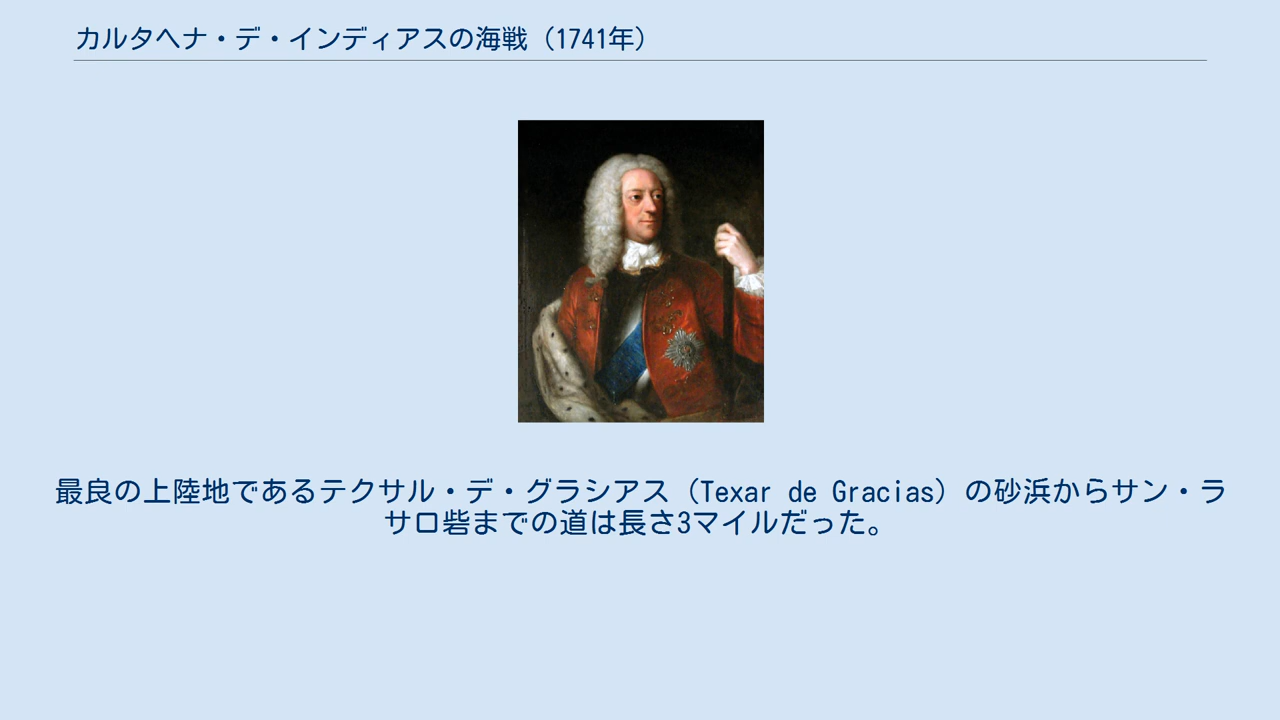 カルタヘナ・デ・インディアスの海戦（1741年）
最良の上陸地であるテクサル・デ・グラシアス（Texar de Gracias）の砂浜からサン・ラ
サロ砦までの道は長さ3マイルだった。